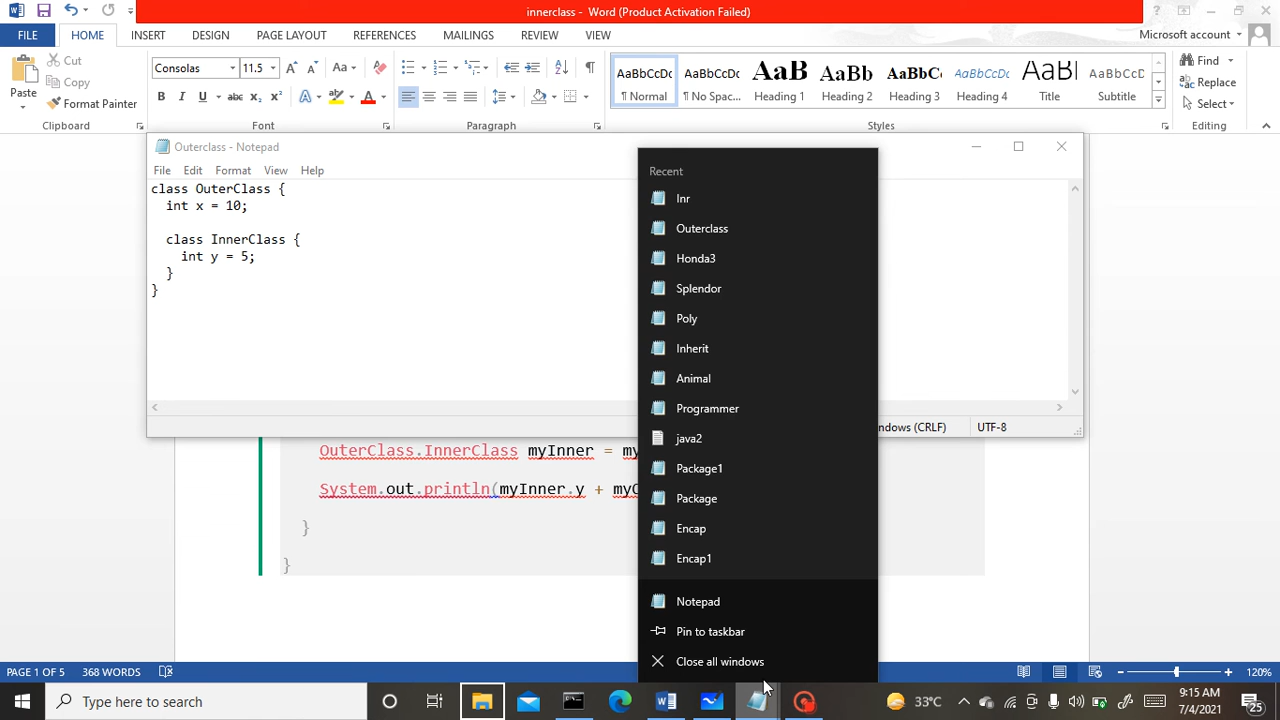 innerclass - Word (Product Activation Failed)
FILE HOME INSERT DESIGN PAGE LAYOUT REFERENCES MAILINGS REVIEW VIEW Microsoft account
Paste
Cut
Copy
Format Painter
Clipboard
Consolas 11.5
Font
Paragraph
AaBbCcDc AaBbCcDc AaB AaBb AaBbC AaBbCcDc AaBl AaBbCcDc
¶ Normal ¶ No Spac... Heading 1 Heading 2 Heading 3 Heading 4 Title Subtitle
Styles
Find
Replace
Select
Editing
Outerclass - Notepad
File Edit Format View Help
class OuterClass {
int x = 10;
class InnerClass {
int y = 5;
}
}
ndows (CRLF) UTF-8
OuterClass.InnerClass myInner = my
System.out.println(myInner.y + my
}
}
Recent
Inr
Outerclass
Honda3
Splendor
Poly
Inherit
Animal
Programmer
java2
Package1
Package
Encap
Encap1
Notepad
Pin to taskbar
Close all windows
PAGE 1 OF 2 368 WORDS 120%
Type here to search
33°C
9:15 AM
7/4/2021
25